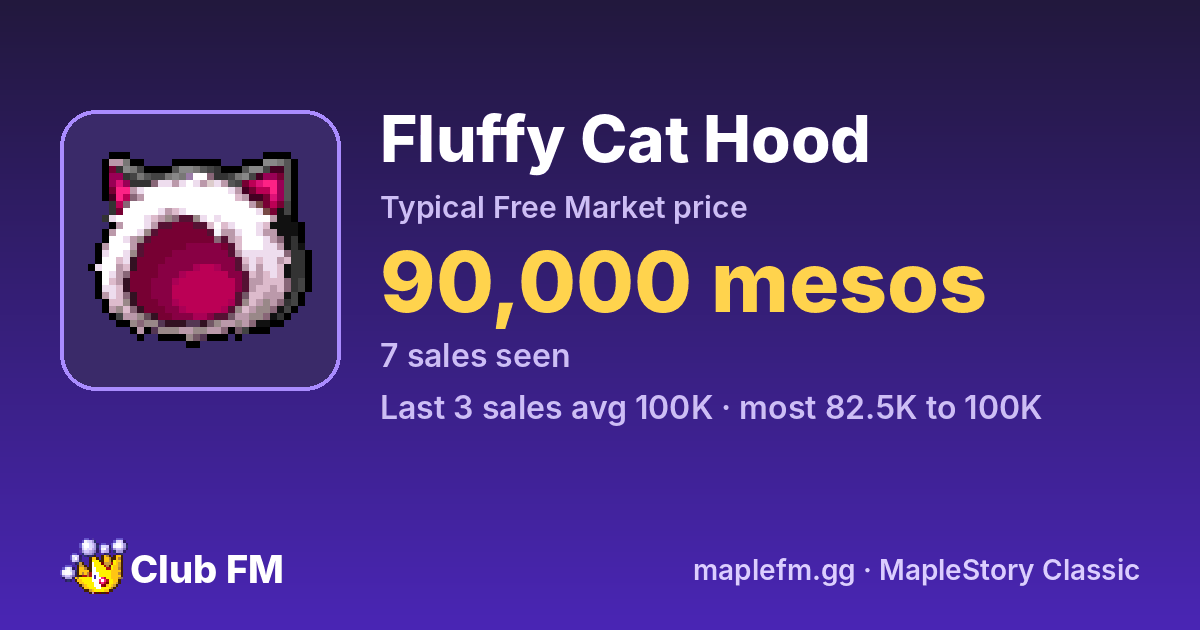 Fluffy Cat Hood
Typical Free Market price
90,000 mesos
7 sales seen
Last 3 sales avg 100K · most 82.5K to 100K
Club FM
maplefm.gg · MapleStory Classic